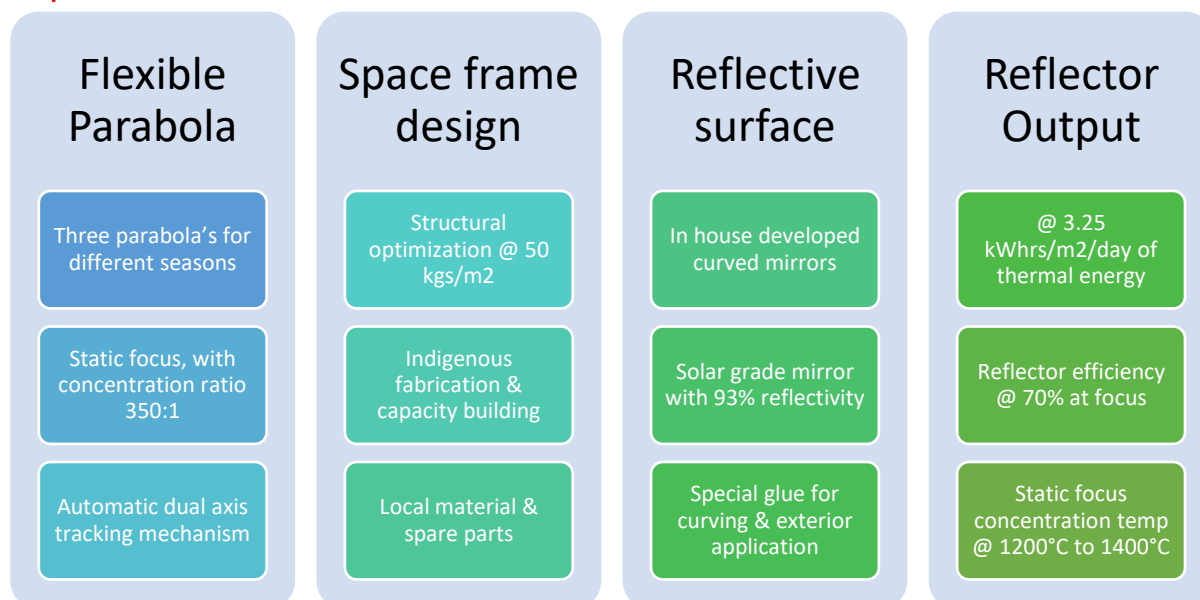 Flexible
Parabola
Three parabola's for
different seasons
Static focus, with
concentration ratio
350:1
Automatic dual axis
tracking mechanism
Space frame
design
Structural
optimization @ 50
kgs/m2
Indigenous
fabrication &
capacity building
Local material &
spare parts
Reflective
surface
In house developed
curved mirrors
Solar grade mirror
with 93% reflectivity
Special glue for
curving & exterior
application
Reflector
Output
@ 3.25
kWhrs/m2/day of
thermal energy
Reflector efficiency
@ 70% at focus
Static focus
concentration temp
@ 1200°C to 1400°C